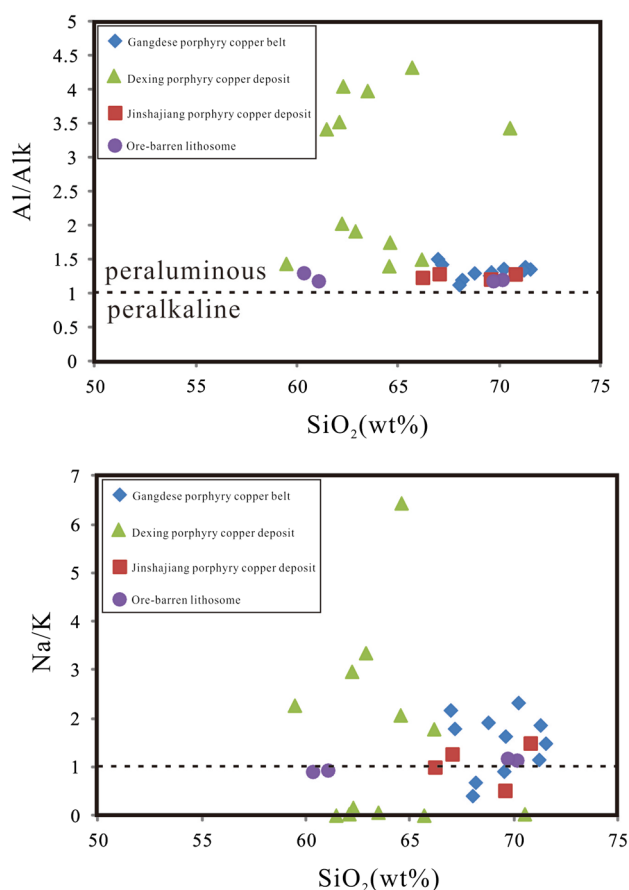 5
4.5
4
3.5
3
2.5
2
1.5
1
0.5
0
Al/Alk
Gangdese porphyry copper belt
Dexing porphyry copper deposit
Jinshajiang porphyry copper deposit
Ore-barren lithosome
peraluminous
peralkaline
50 55 60 65 70 75
SiO₂(wt%)
7
6
5
4
3
2
1
0
Na/K
Gangdese porphyry copper belt
Dexing porphyry copper deposit
Jinshajiang porphyry copper deposit
Ore-barren lithosome
50 55 60 65 70 75
SiO₂(wt%)